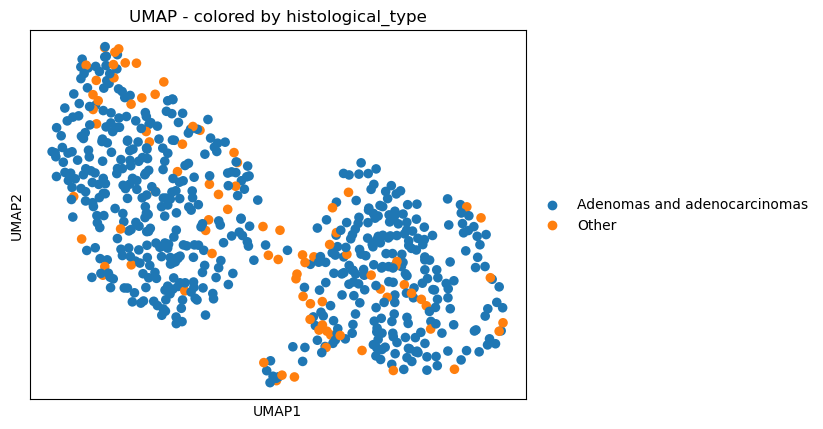 UMAP - colored by histological_type
UMAP2
Adenomas and adenocarcinomas
Other
UMAP1